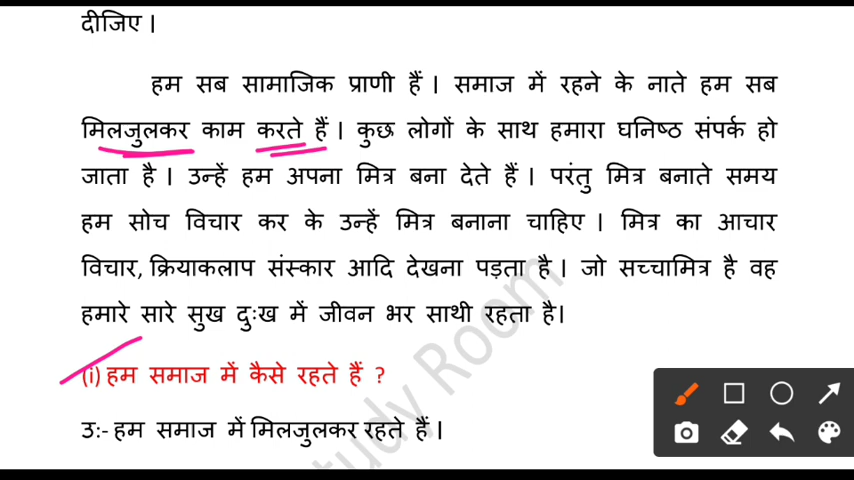 दीजिए।
हम सब सामाजिक प्राणी हैं। समाज में रहने के नाते हम सब
मिलजुलकर काम करते हैं। कुछ लोगों के साथ हमारा घनिष्ठ संपर्क हो
जाता है। उन्हें हम अपना मित्र बना देते हैं। परंतु मित्र बनाते समय
हम सोच विचार कर के उन्हें मित्र बनाना चाहिए। मित्र का आचार
विचार, क्रियाकलाप संस्कार आदि देखना पड़ता है। जो सच्चामित्र है वह
हमारे सारे सुख दुःख में जीवन भर साथी रहता है।
(i) हम समाज में कैसे रहते हैं ?
उः- हम समाज में मिलजुलकर रहते हैं।
tudy Room